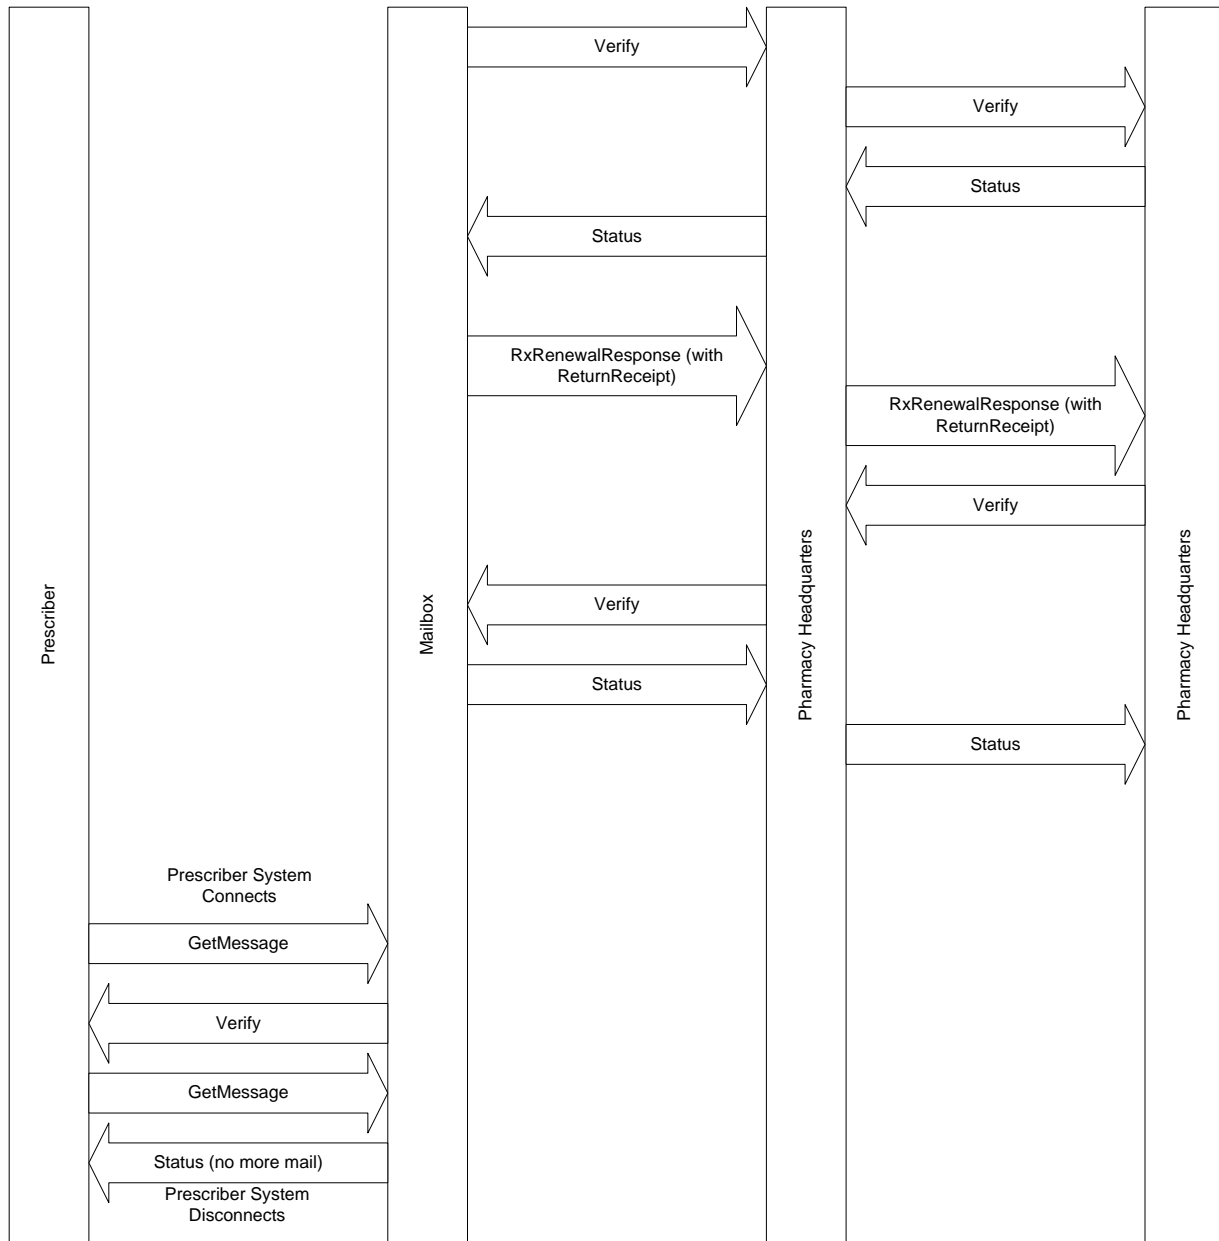 Verify
Verify
Status
Status
RxRenewalResponse (with
ReturnReceipt)
RxRenewalResponse (with
ReturnReceipt)
Verify
Prescriber
Mailbox
Pharmacy Headquarters
Pharmacy Headquarters
Verify
Status
Status
Prescriber System
Connects
GetMessage
Verify
GetMessage
Status (no more mail)
Prescriber System
Disconnects